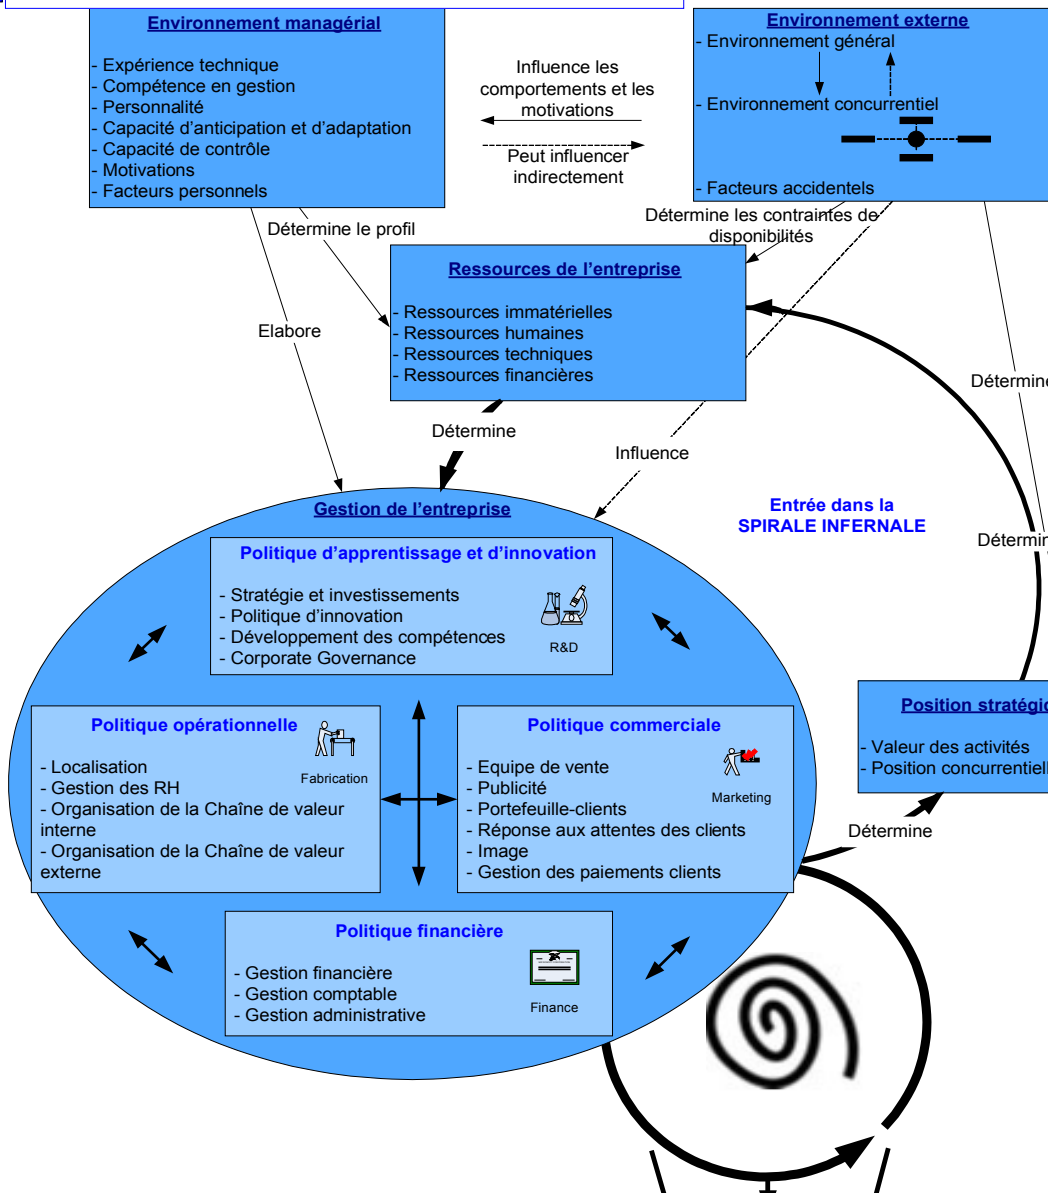 Environnement managérial
- Expérience technique
- Compétence en gestion
- Personnalité
- Capacité d'anticipation et d'adaptation
- Capacité de contrôle
- Motivations
- Facteurs personnels
Influence les
comportements et les
motivations
Peut influencer
indirectement
Environnement externe
- Environnement général
- Environnement concurrentiel
- Facteurs accidentels
Détermine le profil
Détermine les contraintes de
disponibilités
Ressources de l'entreprise
- Ressources immatérielles
- Ressources humaines
- Ressources techniques
- Ressources financières
Elabore
Détermine
Détermine
Influence
Entrée dans la
SPIRALE INFERNALE
Détermin
Gestion de l'entreprise
Politique d'apprentissage et d'innovation
- Stratégie et investissements
- Politique d'innovation
- Développement des compétences
- Corporate Governance
R&D
Politique opérationnelle
- Localisation
- Gestion des RH
- Organisation de la Chaîne de valeur
interne
- Organisation de la Chaîne de valeur
externe
Fabrication
Politique commerciale
- Equipe de vente
- Publicité
- Portefeuille-clients
- Réponse aux attentes des clients
- Image
- Gestion des paiements clients
Marketing
Position stratégic
- Valeur des activités
- Position concurrentiell
Détermine
Politique financière
- Gestion financière
- Gestion comptable
- Gestion administrative
Finance